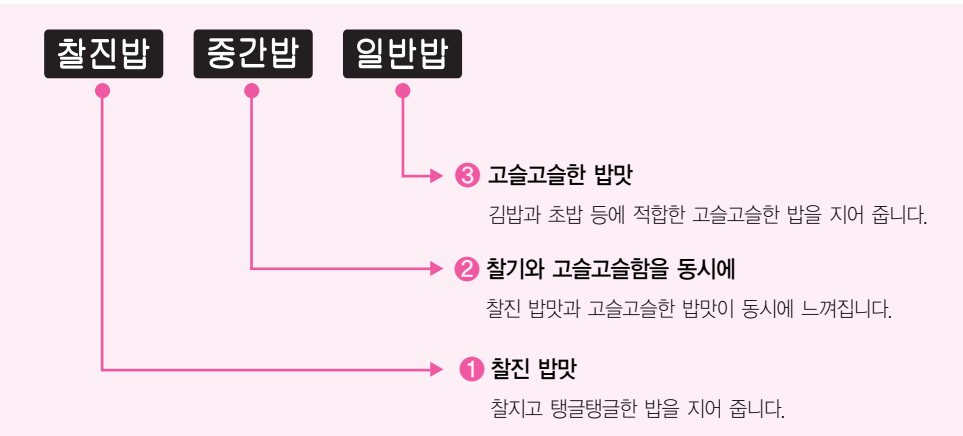 찰진밥 중간밥 일반밥
❸ 고슬고슬한 밥맛
김밥과 초밥 등에 적합한 고슬고슬한 밥을 지어 줍니다.
❷ 찰기와 고슬고슬함을 동시에
찰진 밥맛과 고슬고슬한 밥맛이 동시에 느껴집니다.
❶ 찰진 밥맛
찰지고 탱글탱글한 밥을 지어 줍니다.